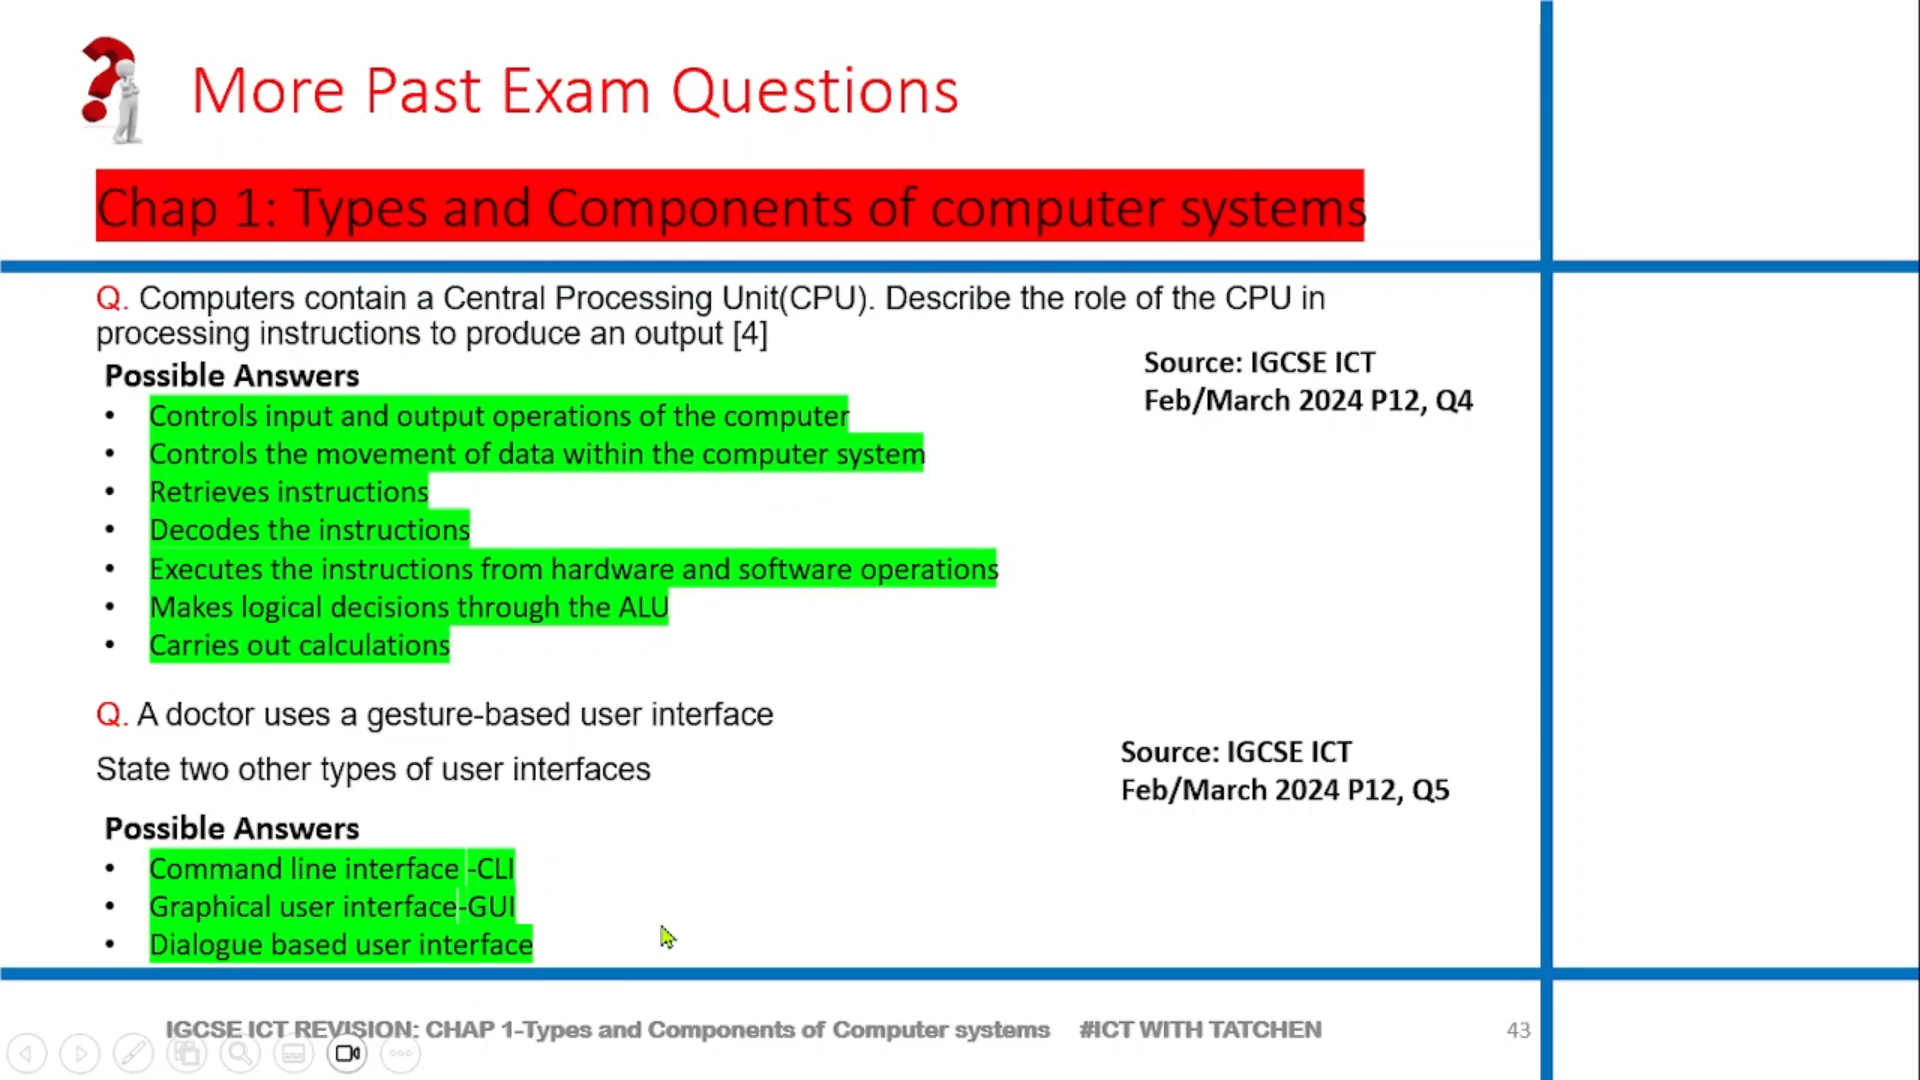 More Past Exam Questions
Chap 1: Types and Components of computer systems
Q. Computers contain a Central Processing Unit(CPU). Describe the role of the CPU in
processing instructions to produce an output [4]
Source: IGCSE ICT
Feb/March 2024 P12, Q4
Possible Answers
• Controls input and output operations of the computer
• Controls the movement of data within the computer system
• Retrieves instructions
• Decodes the instructions
• Executes the instructions from hardware and software operations
• Makes logical decisions through the ALU
• Carries out calculations
Q. A doctor uses a gesture-based user interface
State two other types of user interfaces
Source: IGCSE ICT
Feb/March 2024 P12, Q5
Possible Answers
• Command line interface -CLI
• Graphical user interface-GUI
• Dialogue based user interface
IGCSE ICT REVISION: CHAP 1-Types and Components of Computer systems #ICT WITH TATCHEN 43